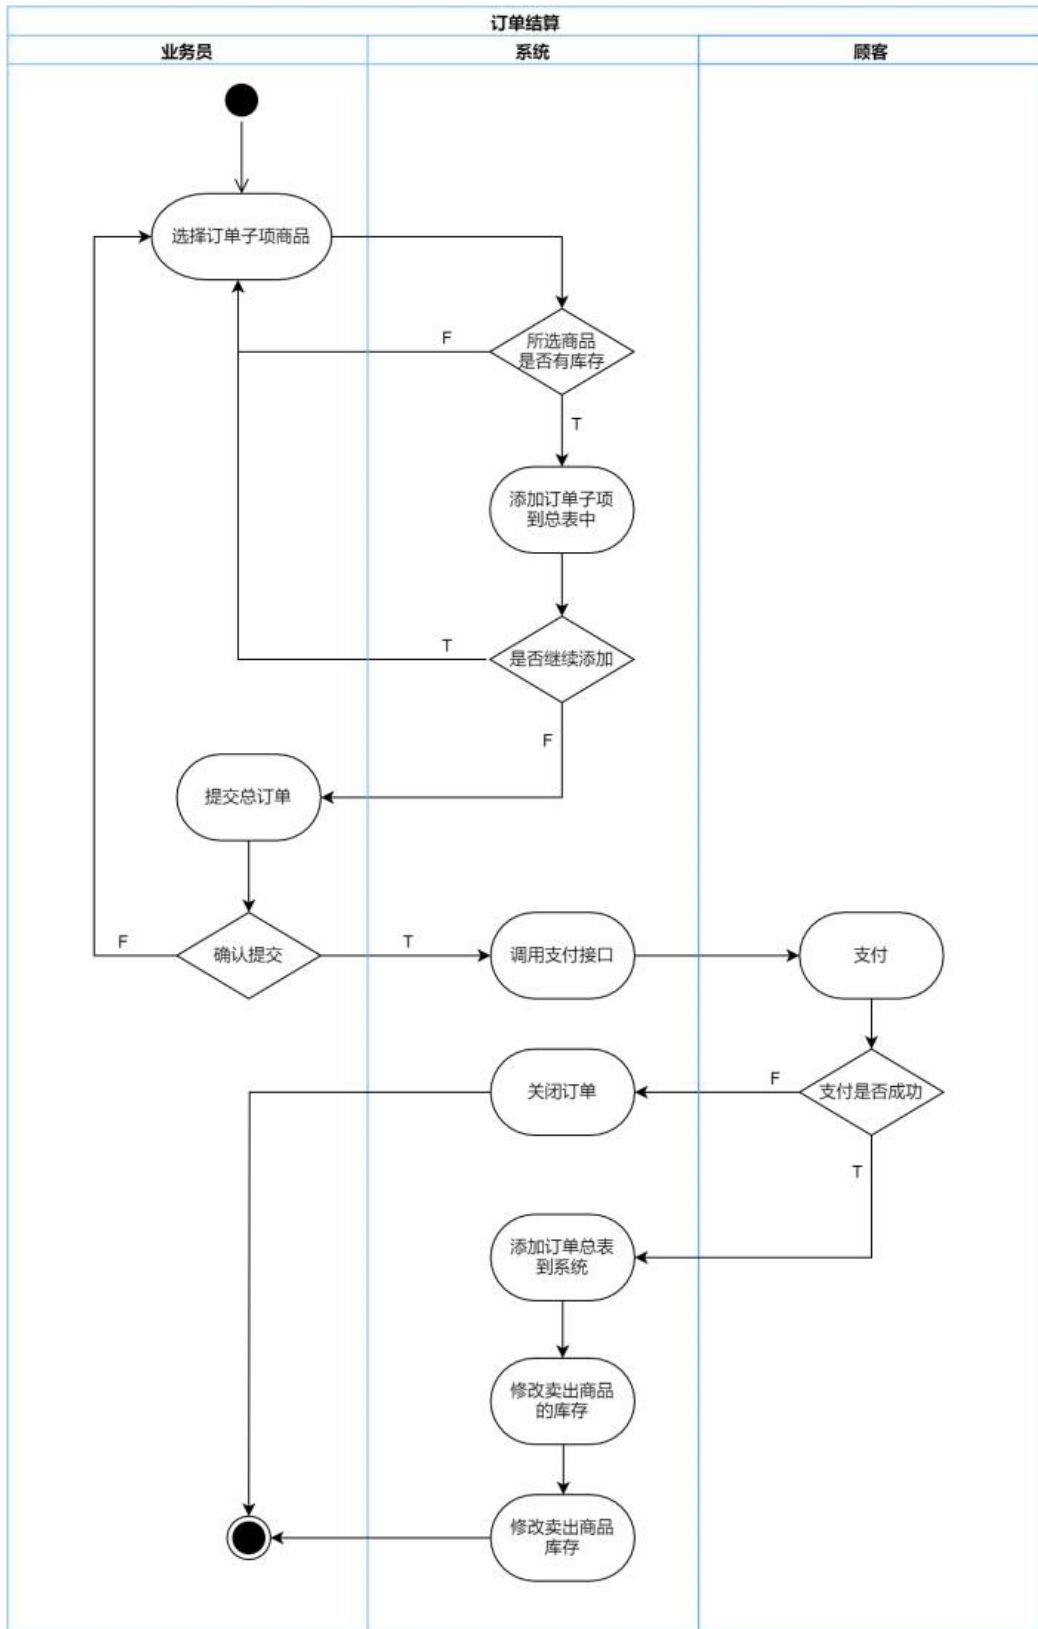 订单结算
业务员
系统
顾客
选择订单子项商品
F
所选商品
是否有库存
T
添加订单子项
到总表中
T
是否继续添加
F
提交总订单
F
确认提交
T
调用支付接口
支付
关闭订单
F
支付是否成功
T
添加订单总表
到系统
修改卖出商品
的库存
修改卖出商品
库存